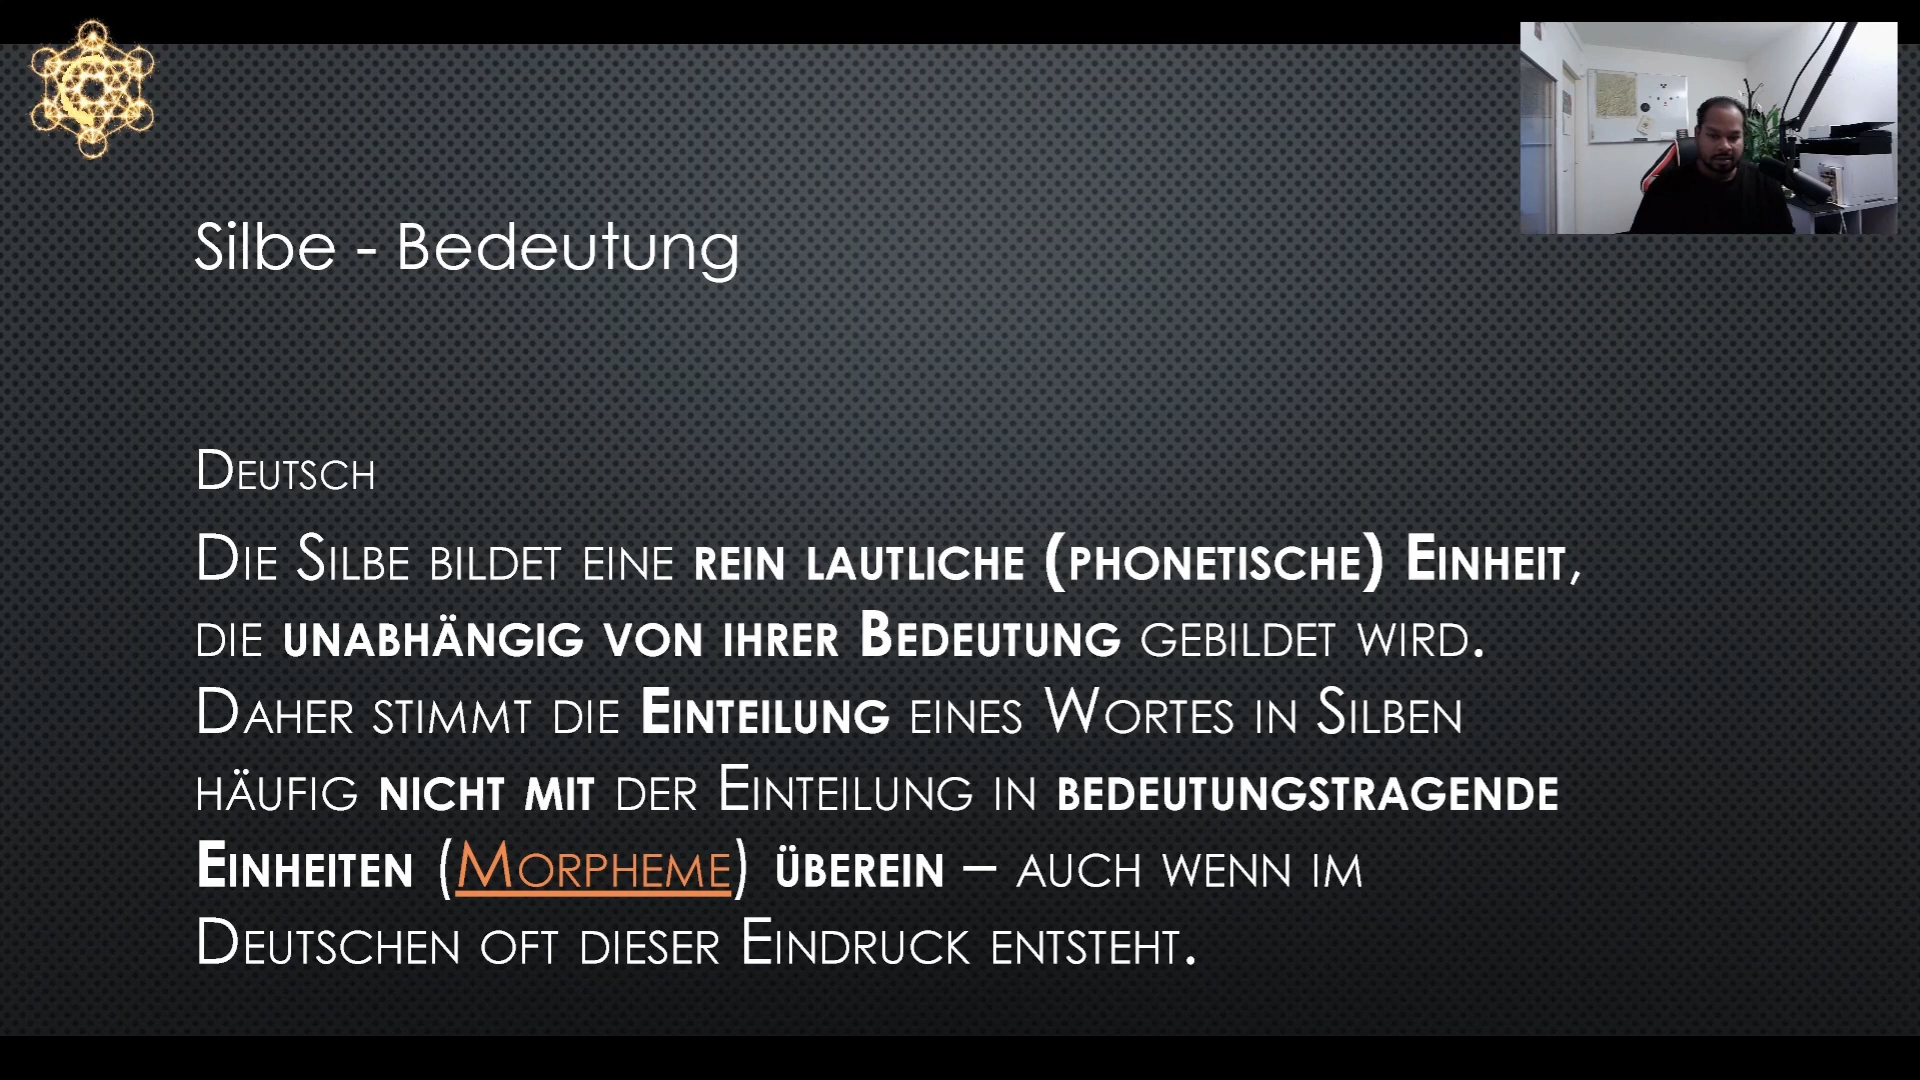 Silbe - Bedeutung
Deutsch
Die Silbe bildet eine rein lautliche (phonetische) Einheit,
die unabhängig von ihrer Bedeutung gebildet wird.
Daher stimmt die Einteilung eines Wortes in Silben
häufig nicht mit der Einteilung in bedeutungstragende
Einheiten (Morpheme) überein – auch wenn im
Deutschen oft dieser Eindruck entsteht.